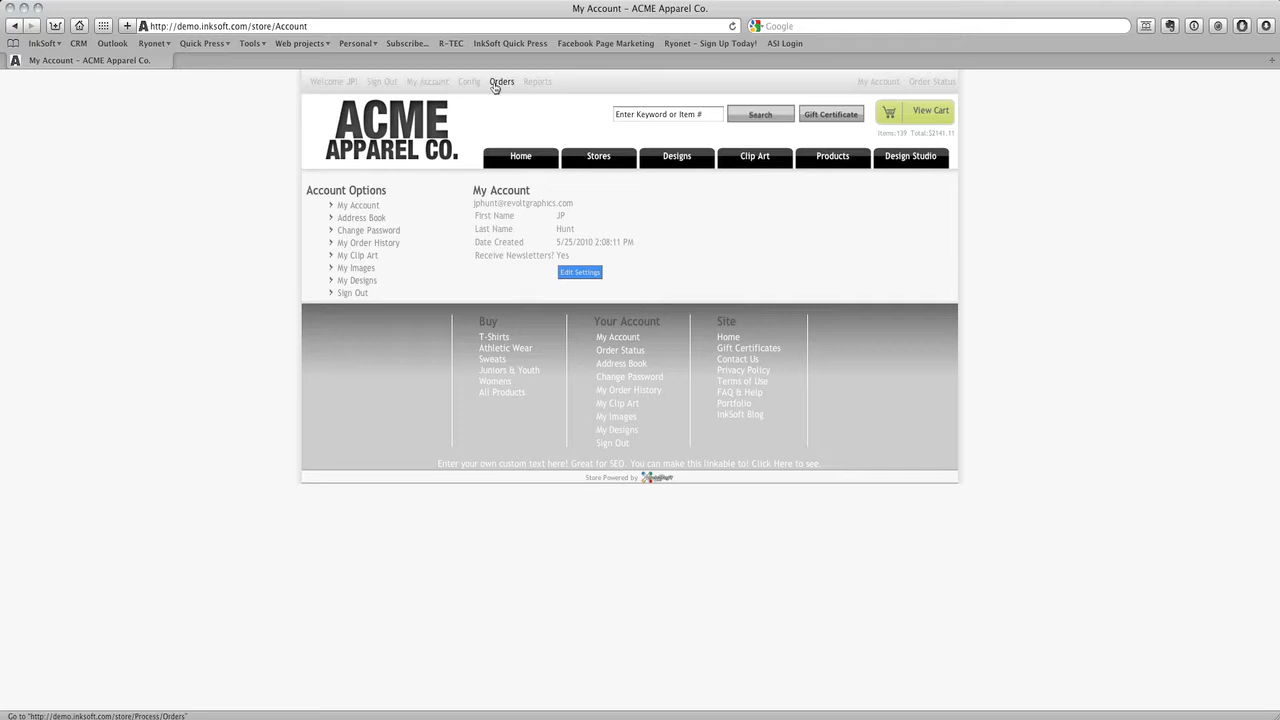 My Account – ACME Apparel Co.
http://demo.inksoft.com/store/Account
Google
InkSoft CRM Outlook Ryonet Quick Press Tools Web projects Personal Subscribe... R-TEC InkSoft Quick Press Facebook Page Marketing Ryonet - Sign Up Today! ASI Login
My Account – ACME Apparel Co.
Welcome JP! Sign Out My Account Config Orders Reports My Account Order Status
ACME
APPAREL CO.
Enter Keyword or Item # Search Gift Certificate View Cart
Items:139 Total:$2141.11
Home Stores Designs Clip Art Products Design Studio
Account Options
My Account
Address Book
Change Password
My Order History
My Clip Art
My Images
My Designs
Sign Out
My Account
jphunt@revoltgraphics.com
First Name JP
Last Name Hunt
Date Created 5/25/2010 2:08:11 PM
Receive Newsletters? Yes
Edit Settings
Buy
T-Shirts
Athletic Wear
Sweats
Juniors & Youth
Womens
All Products
Your Account
My Account
Order Status
Address Book
Change Password
My Order History
My Clip Art
My Images
My Designs
Sign Out
Site
Home
Gift Certificates
Contact Us
Privacy Policy
Terms of Use
FAQ & Help
Portfolio
InkSoft Blog
Enter your own custom text here! Great for SEO. You can make this linkable to! Click Here to see.
Store Powered by
Go to "http://demo.inksoft.com/store/Process/Orders"